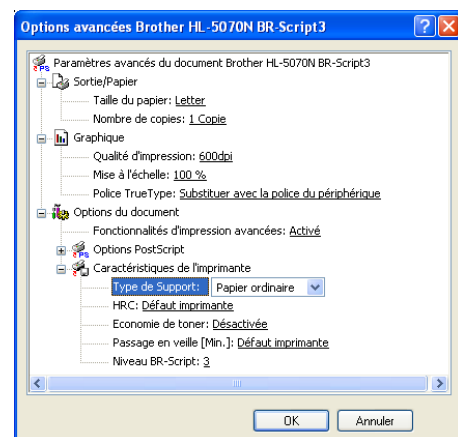 Options avancées Brother HL-5070N BR-Script3
Paramètres avancés du document Brother HL-5070N BR-Script3
Sortie/Papier
Taille du papier: Letter
Nombre de copies: 1 Copie
Graphique
Qualité d'impression: 600dpi
Mise à l'échelle: 100 %
Police TrueType: Substituer avec la police du périphérique
Options du document
Fonctionnalités d'impression avancées: Activé
Options PostScript
Caractéristiques de l'imprimante
Type de Support: Papier ordinaire
HRC: Défaut imprimante
Economie de toner: Désactivée
Passage en veille [Min.]: Défaut imprimante
Niveau BR-Script: 3
OK Annuler